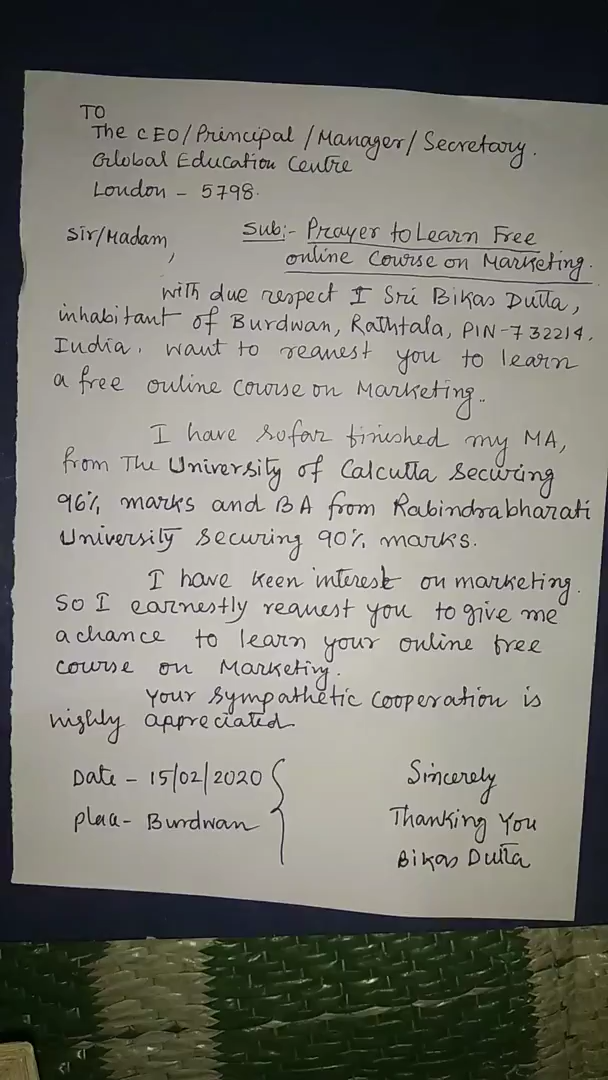 TO
The CEO/Principal/Manager/Secretary.
Global Education Centre
London - 5798.
Sir/Madam,
Sub:- Prayer to Learn Free
online Course on Marketing.
with due respect I Sri Bikas Dutta,
inhabitant of Burdwan, Rathtala, PIN-732214,
India. want to request you to learn
a free online course on Marketing.
I have sofar finished my MA,
from The University of Calcutta Securing
96% marks and BA from Rabindrabharati
University securing 90% marks.
I have keen interest on marketing.
So I earnestly request you to give me
a chance to learn your online free
course on Marketing.
Your Sympathetic Cooperation is
highly appreciated
Date - 15/02/2020
Place - Burdwan
Sincerely
Thanking You
Bikas Dutta